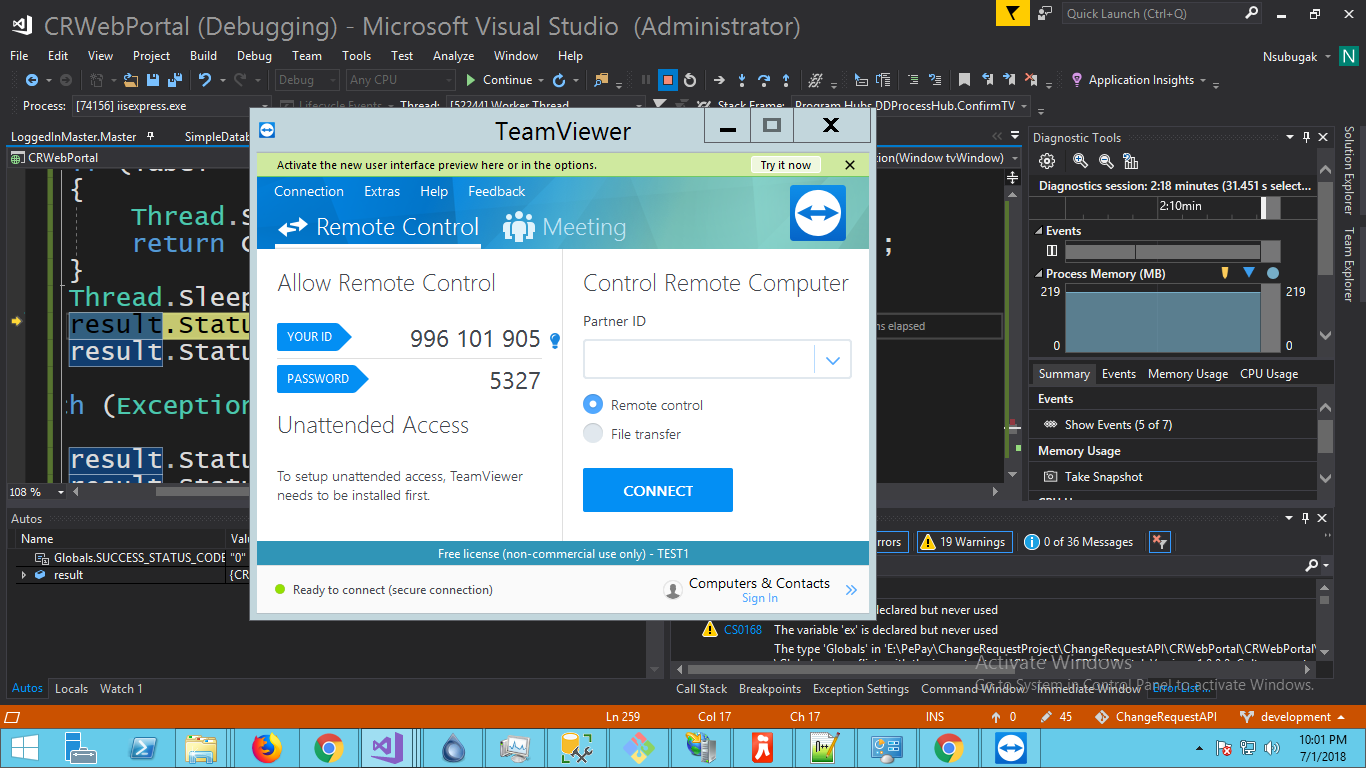 CRWebPortal (Debugging) - Microsoft Visual Studio (Administrator)
Quick Launch (Ctrl+Q)
File Edit View Project Build Debug Team Tools Test Analyze Window Help
Nsubugak N
Debug Any CPU Continue Application Insights
Process: [74156] iisexpress.exe Lifecycle Events Thread: [52244] Worker Thread Stack Frame: Program.Hubs.DDProcessHub.ConfirmTV
LoggedInMaster.Master SimpleDatab
CRWebPortal
tion(Window tvWindow)
{
Thread.S
return ;
}
Thread.Sleep
result.Statu
ns elapsed
result.Statu
ch (Exception
result.Statu
108 %
TeamViewer
Activate the new user interface preview here or in the options. Try it now
Connection Extras Help Feedback
Remote Control Meeting
Allow Remote Control
YOUR ID 996 101 905
PASSWORD 5327
Unattended Access
To setup unattended access, TeamViewer
needs to be installed first.
Control Remote Computer
Partner ID
Remote control
File transfer
CONNECT
Free license (non-commercial use only) - TEST1
Ready to connect (secure connection)
Computers & Contacts
Sign In
Diagnostic Tools
Diagnostics session: 2:18 minutes (31.451 s select...
2:10min
Events
Process Memory (MB)
219 219
0 0
Summary Events Memory Usage CPU Usage
Events
Show Events (5 of 7)
Memory Usage
Take Snapshot
Solution Explorer
Team Explorer
Autos
Name Valu
Globals.SUCCESS_STATUS_CODE "0"
result {CR
Autos Locals Watch 1
rors 19 Warnings 0 of 36 Messages
declared but never used
CS0168 The variable 'ex' is declared but never used
The type 'Globals' in 'E:\PePay\ChangeRequestProject\ChangeRequestAPI\CRWebPortal\CRWebPortal\
Call Stack Breakpoints Exception Settings Command Window Immediate Window Error List ...
Activate Windows
Go to System in Control Panel to activate Windows.
Ln 259 Col 17 Ch 17 INS 0 45 ChangeRequestAPI development
10:01 PM
7/1/2018